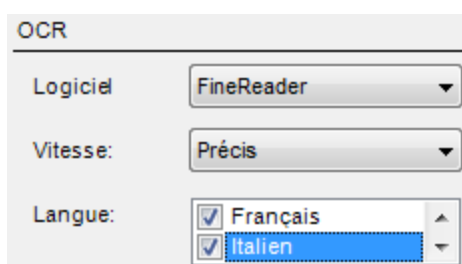 OCR
Logiciel FineReader
Vitesse: Précis
Langue: Français
Italien